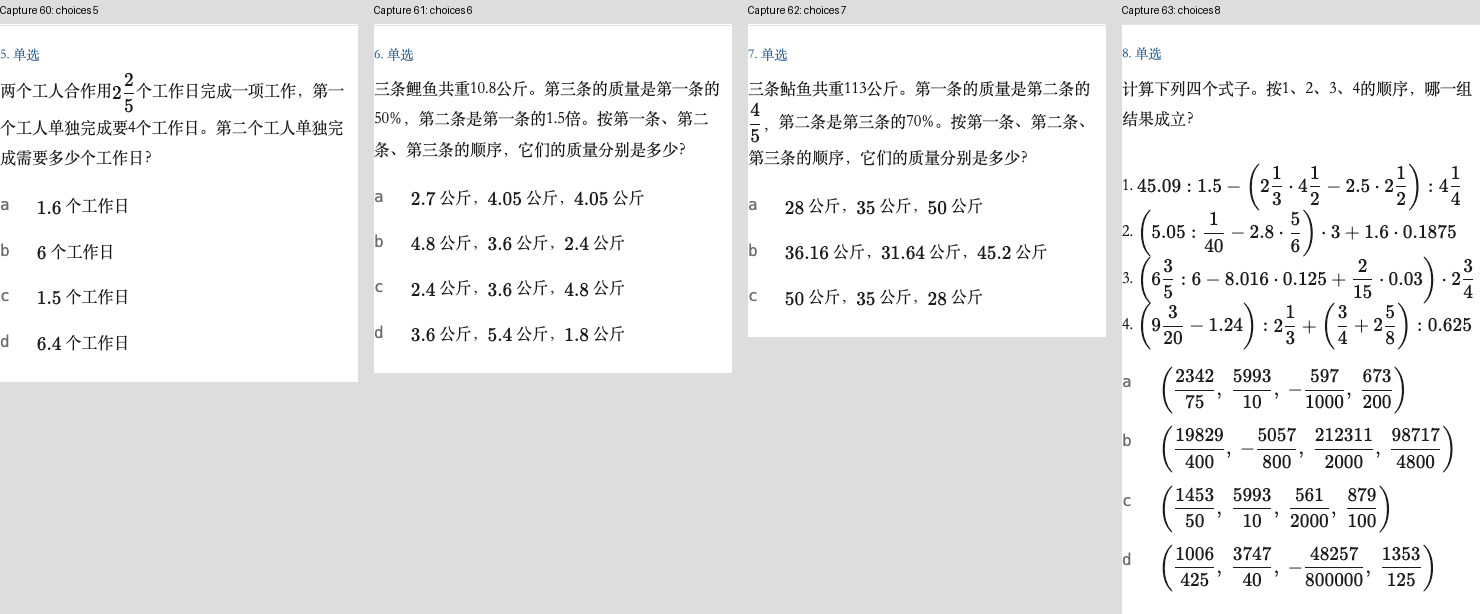 Capture 60: choices 5
5. 单选
两个工人合作用2 2/5 个工作日完成一项工作，第一
个工人单独完成要4个工作日。第二个工人单独完
成需要多少个工作日？
a 1.6 个工作日
b 6 个工作日
c 1.5 个工作日
d 6.4 个工作日
Capture 61: choices 6
6. 单选
三条鲤鱼共重10.8公斤。第三条的质量是第一条的
50%，第二条是第一条的1.5倍。按第一条、第二
条、第三条的顺序，它们的质量分别是多少？
a 2.7 公斤，4.05 公斤，4.05 公斤
b 4.8 公斤，3.6 公斤，2.4 公斤
c 2.4 公斤，3.6 公斤，4.8 公斤
d 3.6 公斤，5.4 公斤，1.8 公斤
Capture 62: choices 7
7. 单选
三条鲇鱼共重113公斤。第一条的质量是第二条的
4/5，第二条是第三条的70%。按第一条、第二条、
第三条的顺序，它们的质量分别是多少？
a 28 公斤，35 公斤，50 公斤
b 36.16 公斤，31.64 公斤，45.2 公斤
c 50 公斤，35 公斤，28 公斤
Capture 63: choices 8
8. 单选
计算下列四个式子。按1、2、3、4的顺序，哪一组
结果成立？
1. 45.09 : 1.5 − (2 1/3 · 4 1/2 − 2.5 · 2 1/2) : 4 1/4
2. (5.05 : 1/40 − 2.8 · 5/6) · 3 + 1.6 · 0.1875
3. (6 3/5 : 6 − 8.016 · 0.125 + 2/15 · 0.03) · 2 3/4
4. (9 3/20 − 1.24) : 2 1/3 + (3/4 + 2 5/8) : 0.625
a (2342/75, 5993/10, −597/1000, 673/200)
b (19829/400, −5057/800, 212311/2000, 98717/4800)
c (1453/50, 5993/10, 561/2000, 879/100)
d (1006/425, 3747/40, −48257/800000, 1353/125)